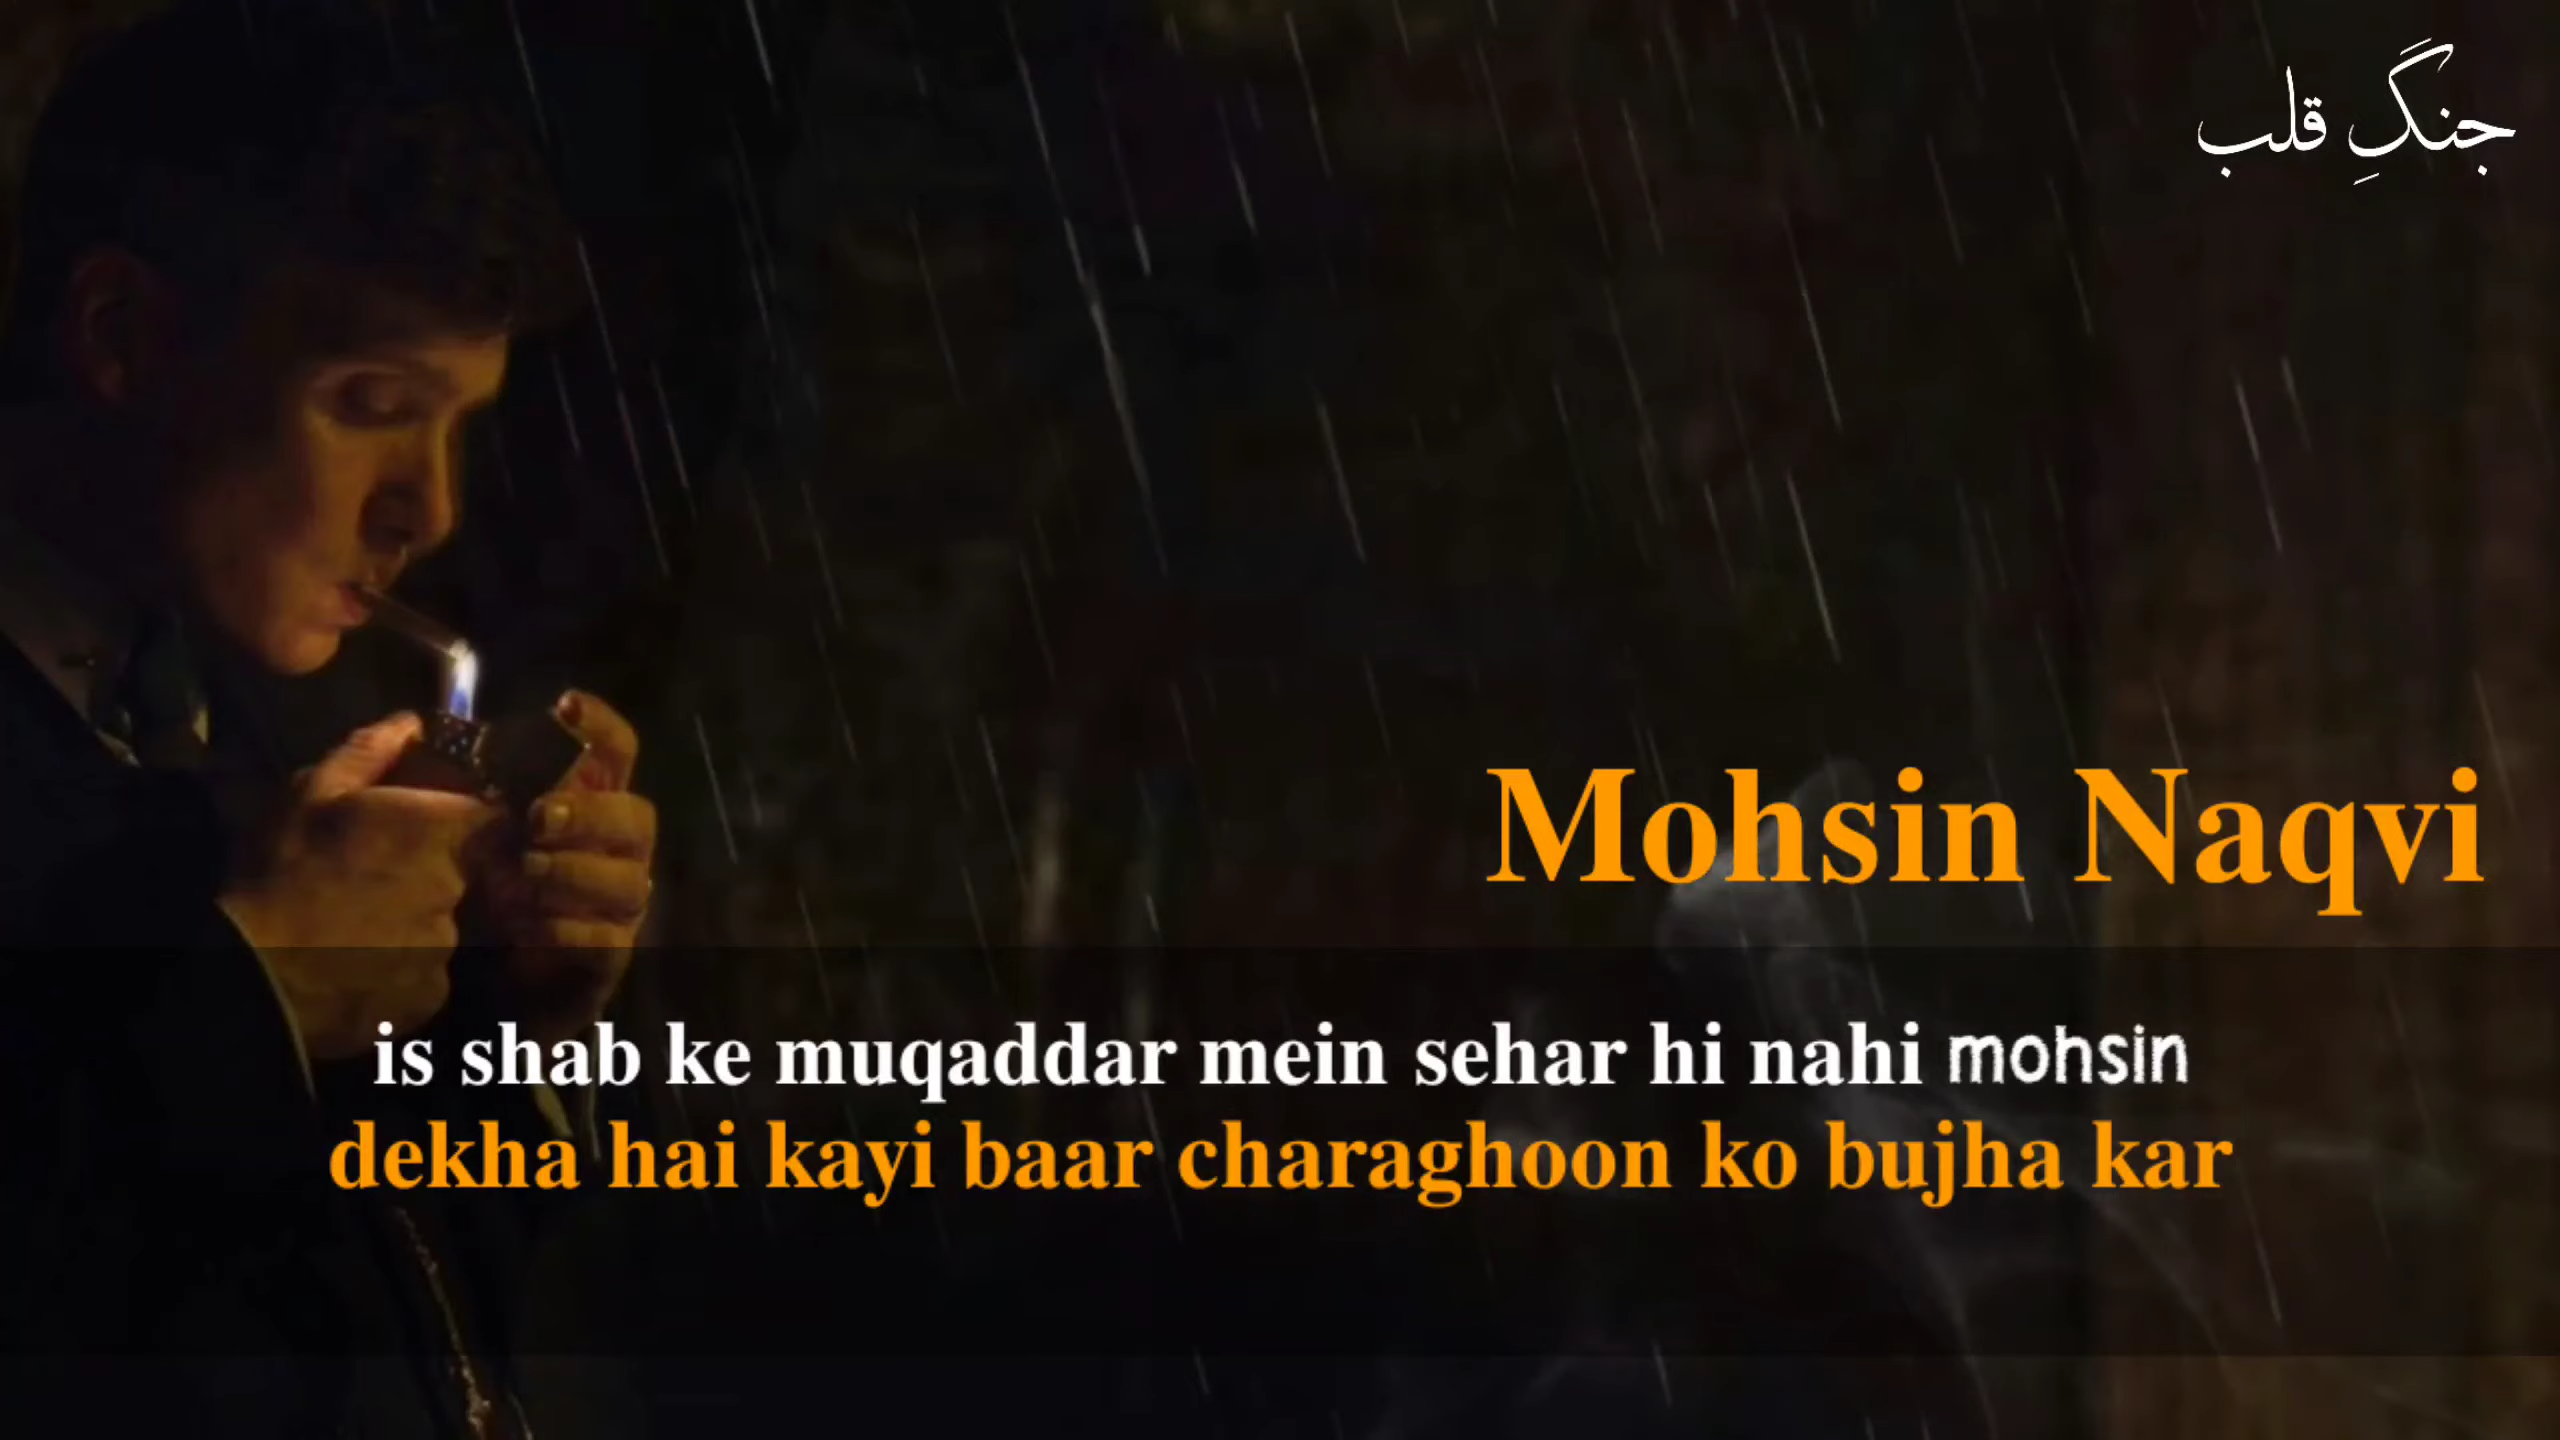 جنگِ قلب
Mohsin Naqvi
is shab ke muqaddar mein sehar hi nahi mohsin
dekha hai kayi baar charaghoon ko bujha kar